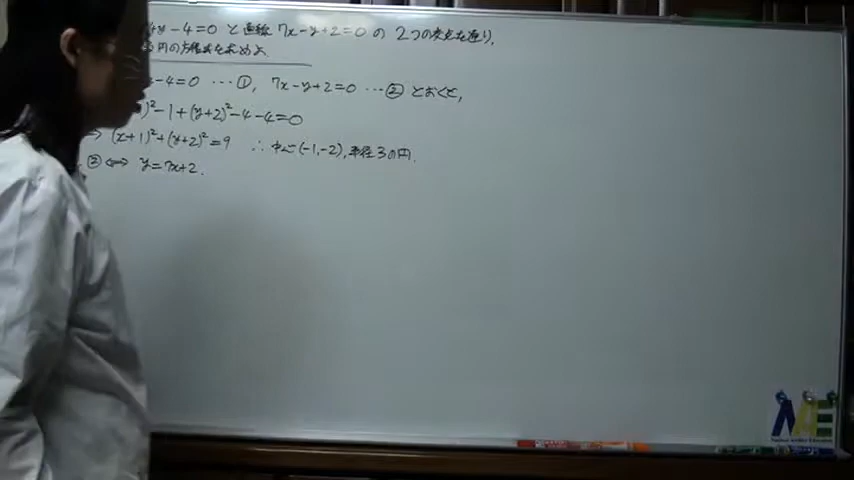 +4y-4=0 と直線 7x-y+2=0 の 2つの交点を通り,
円の方程式を求めよ
-4=0 … ①, 7x-y+2=0 … ② とおくと,
)²-1+(y+2)²-4-4=0
(x+1)²+(y+2)²=9 ∴ 中心(-1,-2), 半径3の円.
② ⇔ y=7x+2.